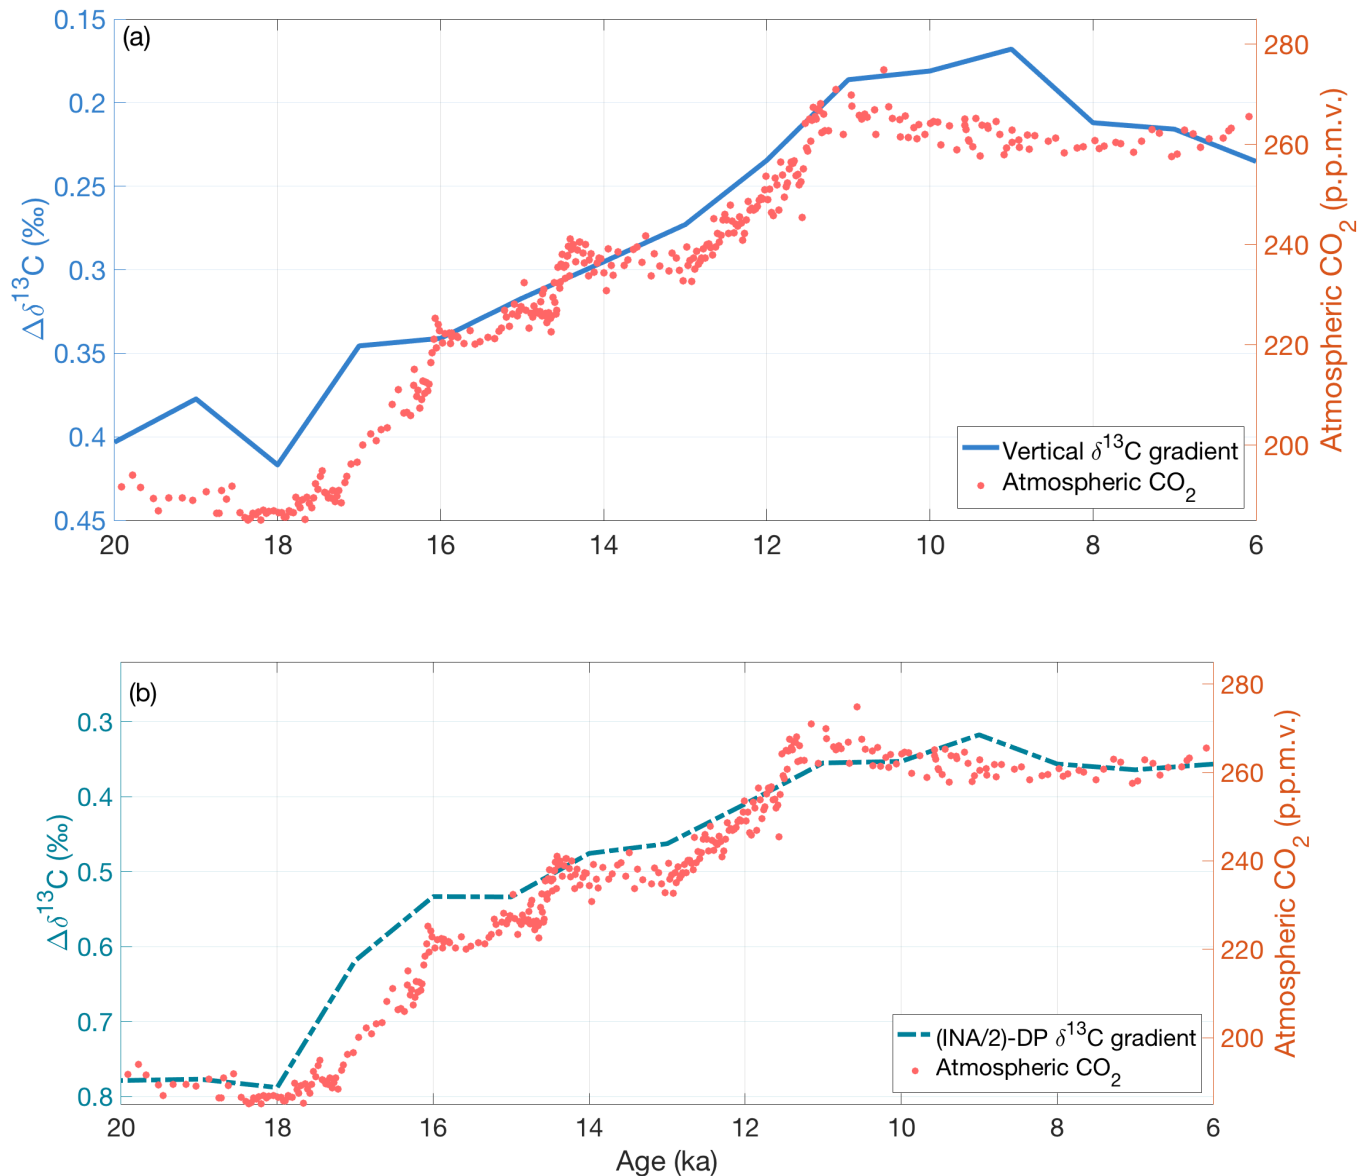 (a)
0.15
0.2
0.25
0.3
0.35
0.4
0.45
Δδ¹³C (‰)
280
260
240
220
200
Atmospheric CO₂ (p.p.m.v.)
Vertical δ¹³C gradient
Atmospheric CO₂
20 18 16 14 12 10 8 6
(b)
0.3
0.4
0.5
0.6
0.7
0.8
Δδ¹³C (‰)
280
260
240
220
200
Atmospheric CO₂ (p.p.m.v.)
(INA/2)-DP δ¹³C gradient
Atmospheric CO₂
20 18 16 14 12 10 8 6
Age (ka)